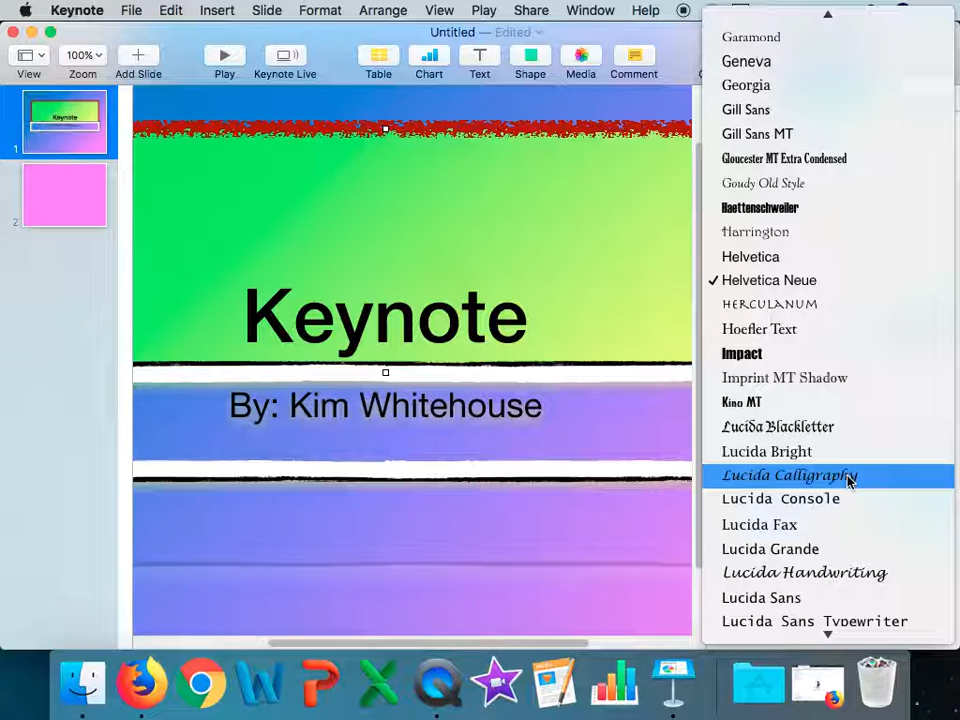 Keynote File Edit Insert Slide Format Arrange View Play Share Window Help
Untitled — Edited
100%
View Zoom Add Slide Play Keynote Live Table Chart Text Shape Media Comment
1
Keynote
2
Keynote
By: Kim Whitehouse
Garamond
Geneva
Georgia
Gill Sans
Gill Sans MT
Gloucester MT Extra Condensed
Goudy Old Style
Haettenschweiler
Harrington
Helvetica
✓ Helvetica Neue
HERCULANUM
Hoefler Text
Impact
Imprint MT Shadow
Kino MT
Lucida Blackletter
Lucida Bright
Lucida Calligraphy
Lucida Console
Lucida Fax
Lucida Grande
Lucida Handwriting
Lucida Sans
Lucida Sans Typewriter